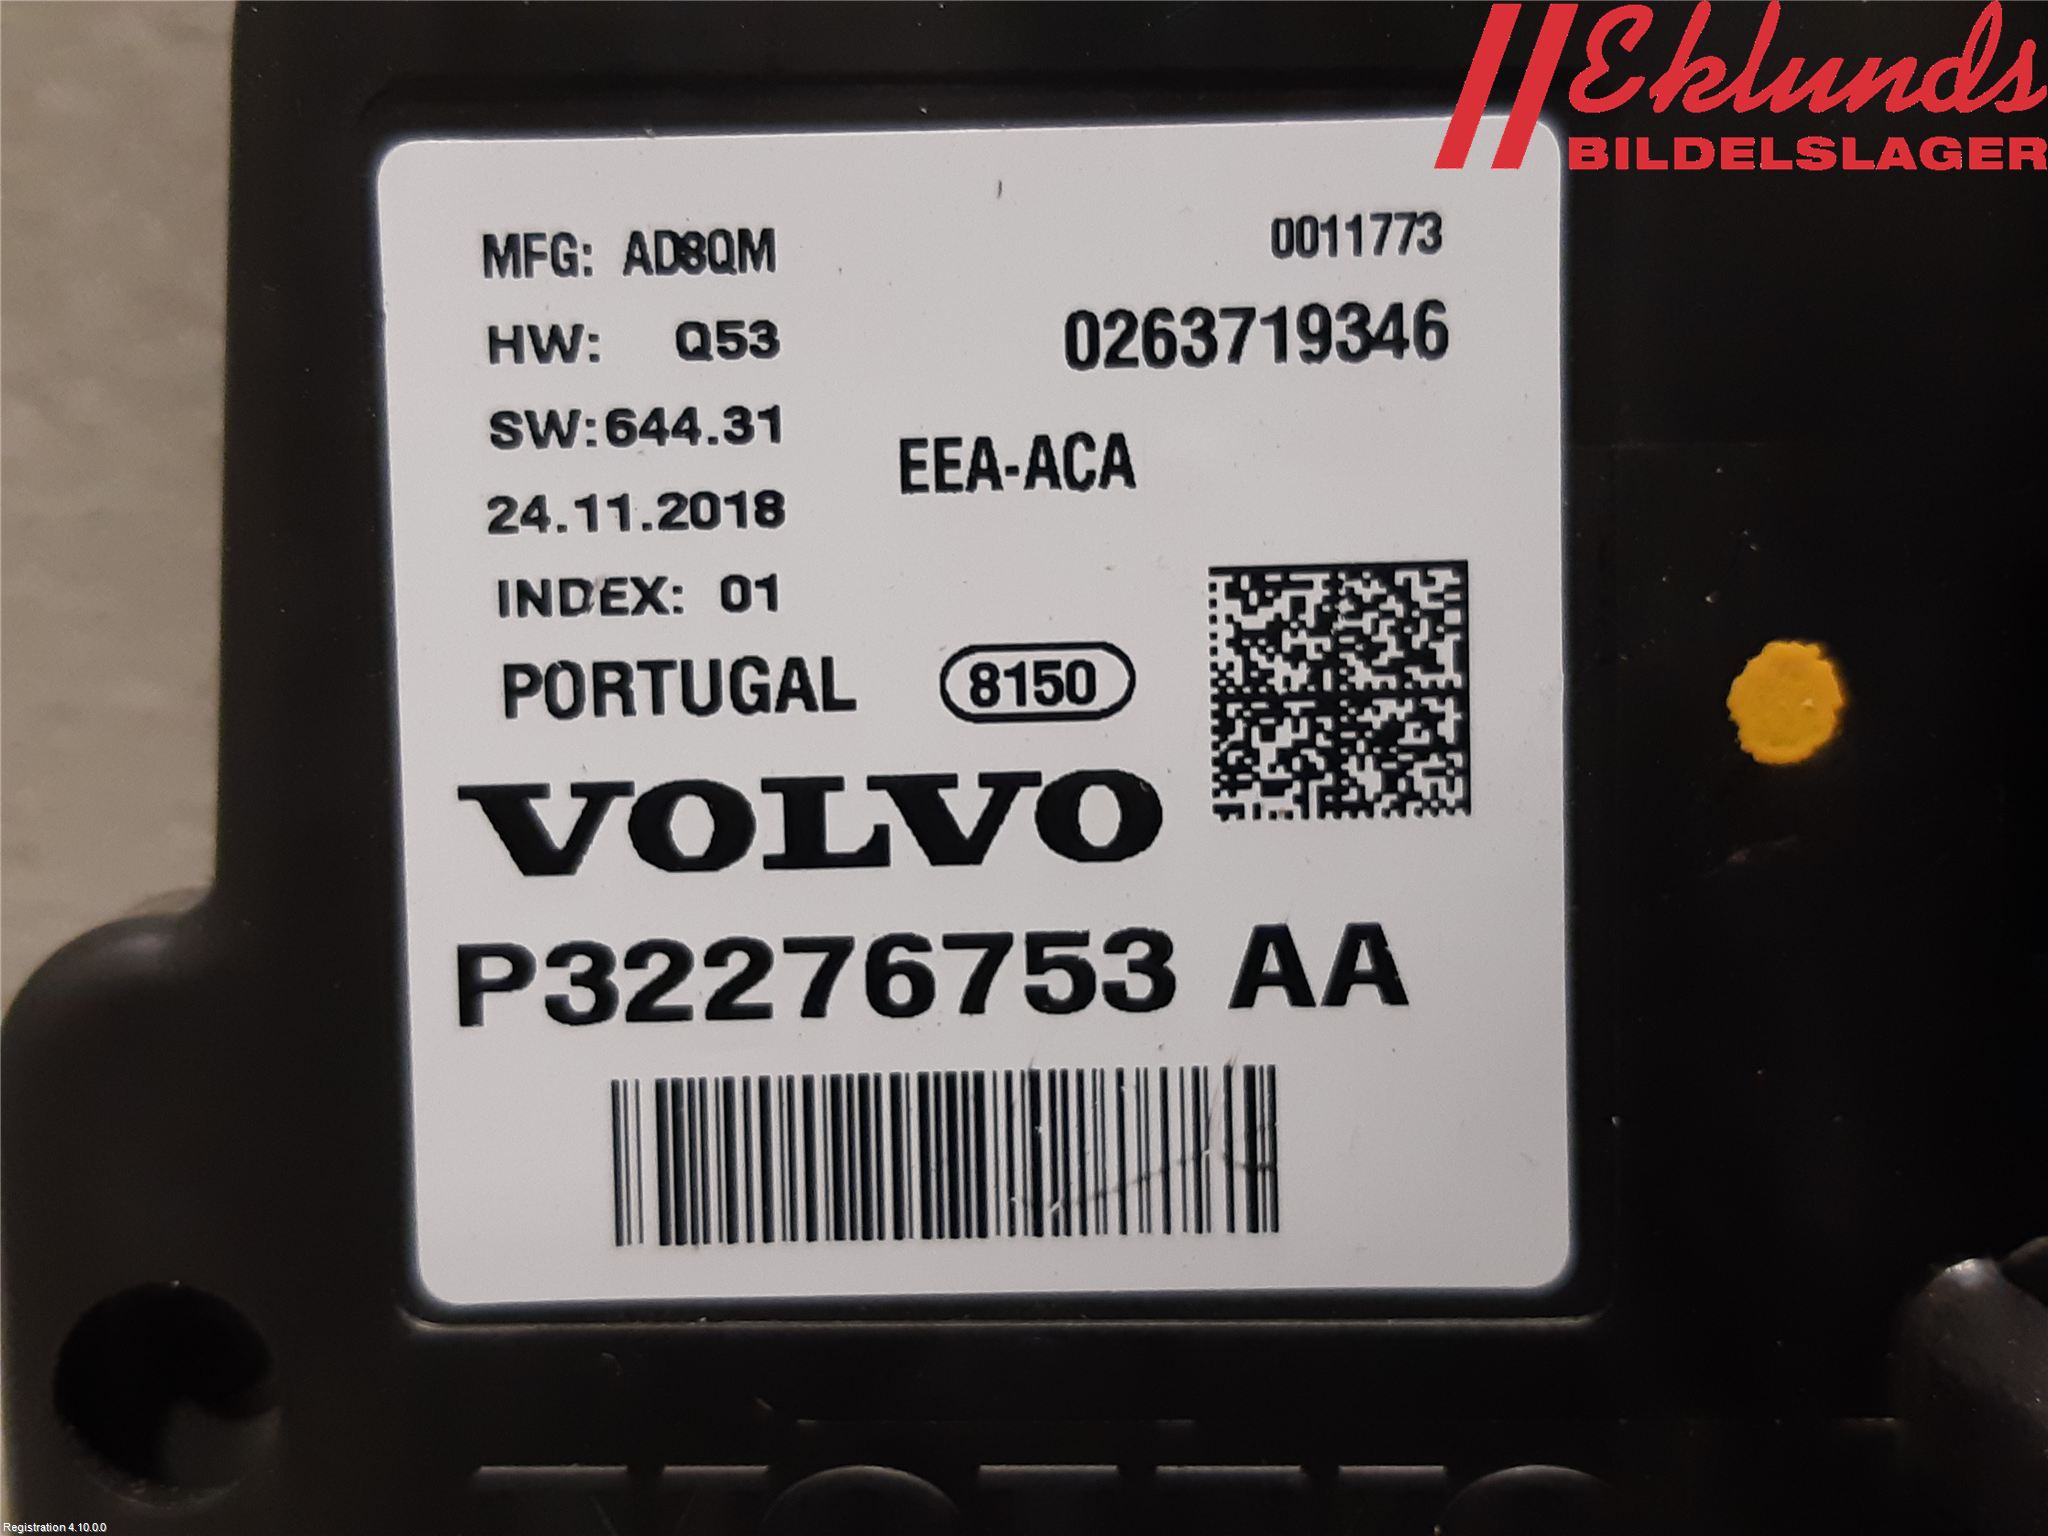 Eklunds
BILDELSLAGER
MFG: AD8QM
0011773
HW: Q53
0263719346
SW:644.31
EEA-ACA
24.11.2018
INDEX: 01
PORTUGAL
8150
VOLVO
P32276753 AA
Registration 4.10.0.0